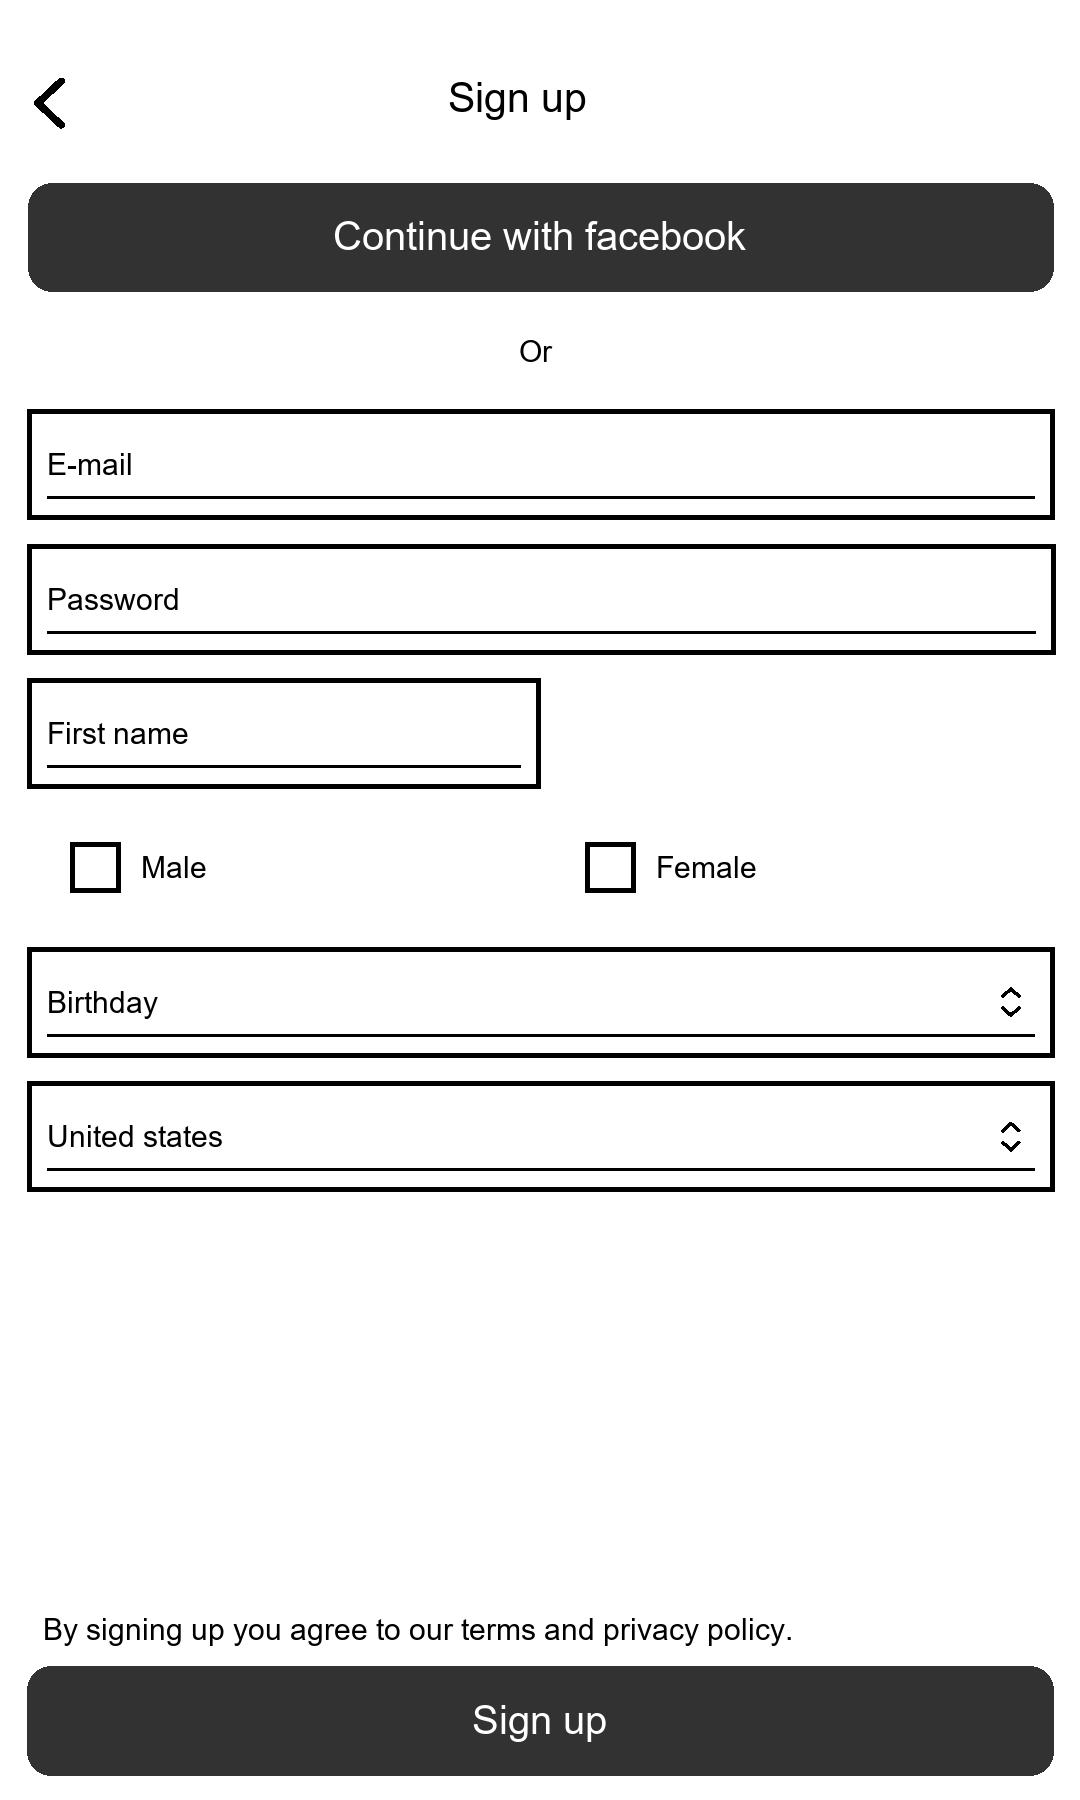 Sign up
Continue with facebook
Or
E-mail
Password
First name
Male Female
Birthday
United states
By signing up you agree to our terms and privacy policy.
Sign up